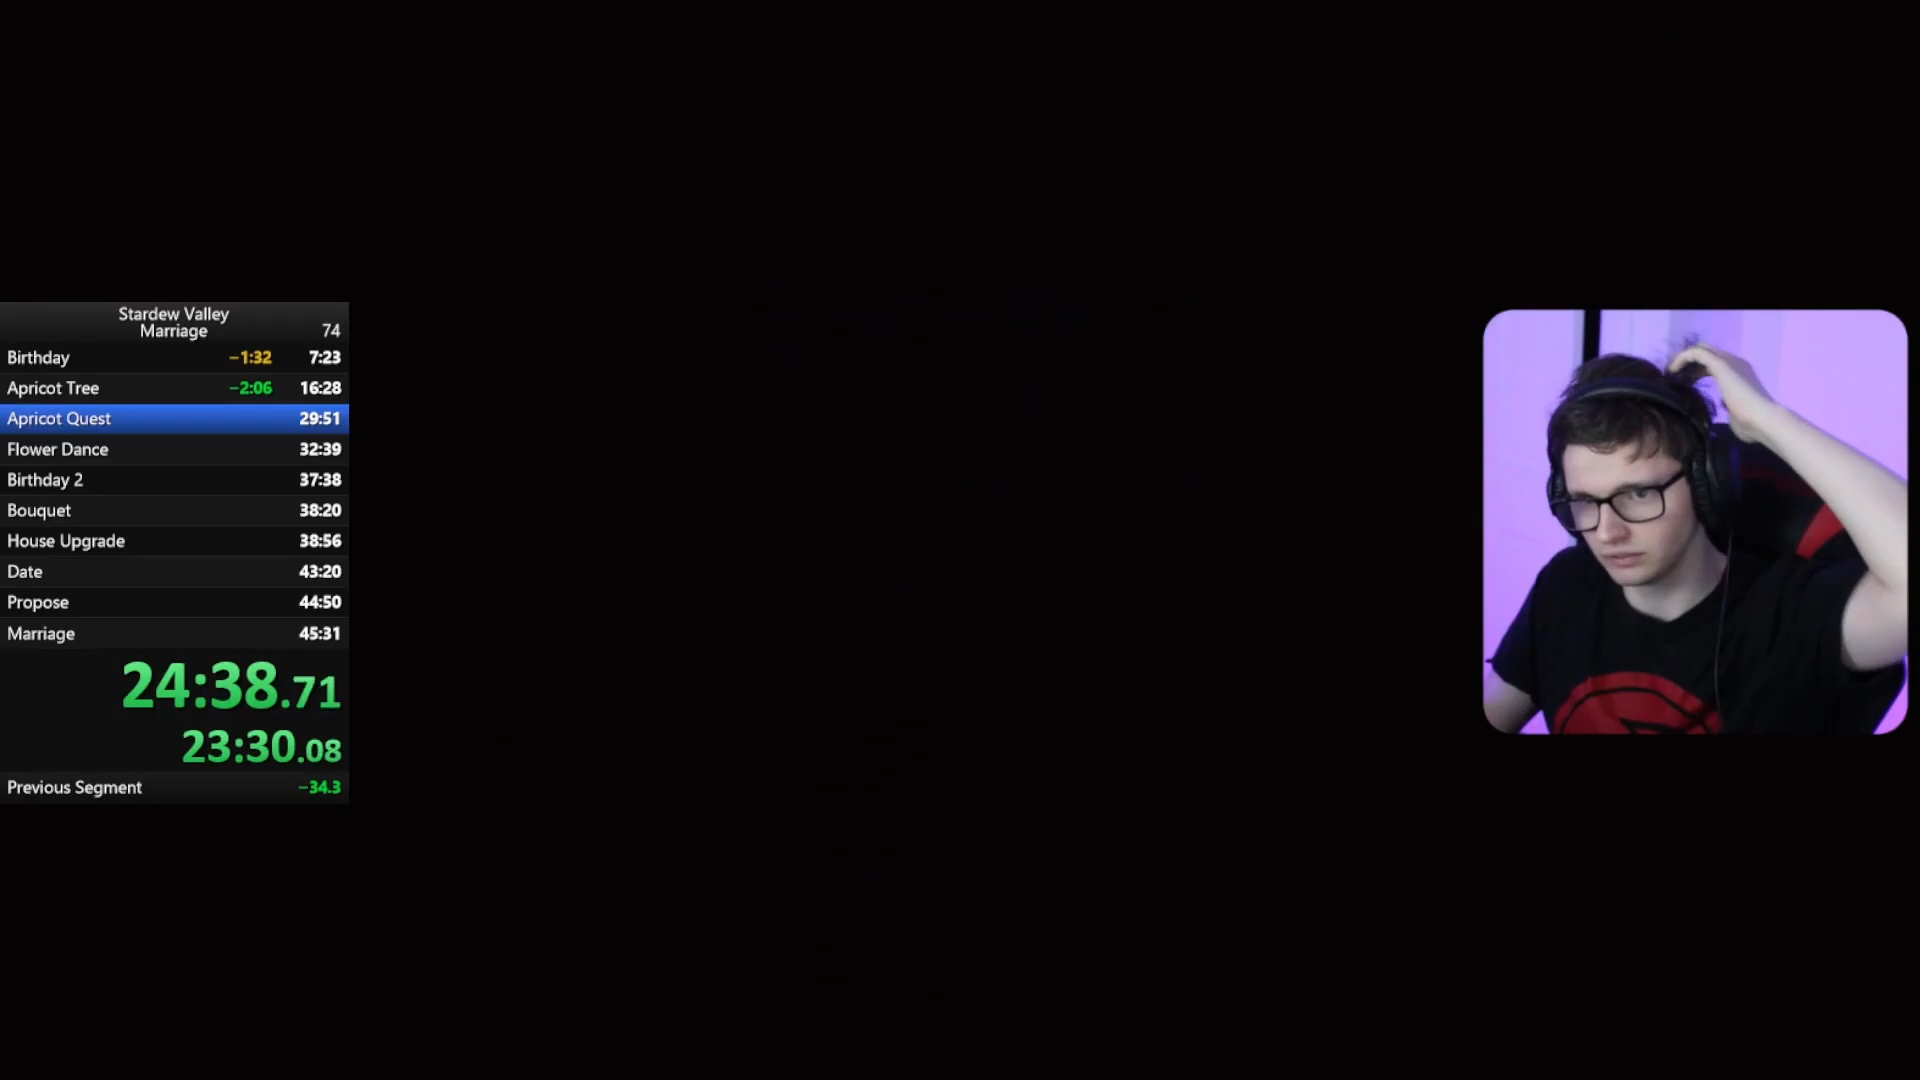 Stardew Valley
Marriage 74
Birthday −1:32 7:23
Apricot Tree −2:06 16:28
Apricot Quest 29:51
Flower Dance 32:39
Birthday 2 37:38
Bouquet 38:20
House Upgrade 38:56
Date 43:20
Propose 44:50
Marriage 45:31
24:38.71
23:30.08
Previous Segment −34.3